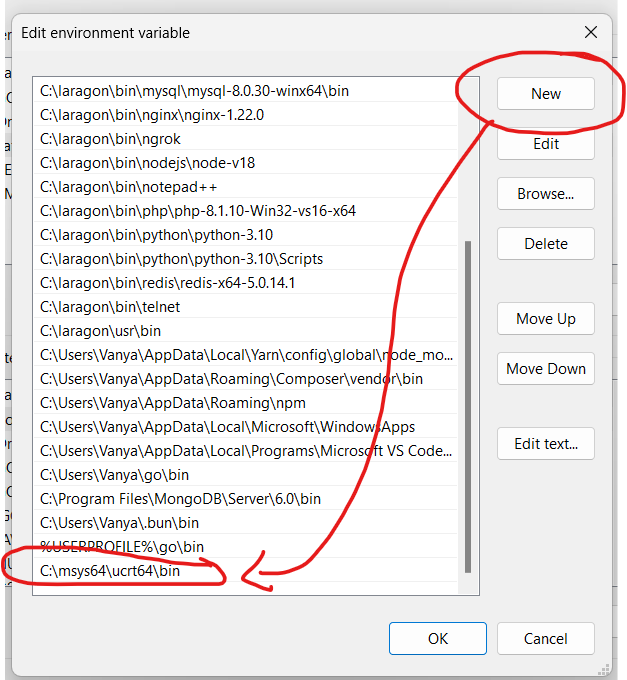 Edit environment variable
C:\laragon\bin\mysql\mysql-8.0.30-winx64\bin
New
C:\laragon\bin\nginx\nginx-1.22.0
C:\laragon\bin\ngrok
Edit
C:\laragon\bin\nodejs\node-v18
C:\laragon\bin\notepad++
Browse...
C:\laragon\bin\php\php-8.1.10-Win32-vs16-x64
C:\laragon\bin\python\python-3.10
Delete
C:\laragon\bin\python\python-3.10\Scripts
C:\laragon\bin\redis\redis-x64-5.0.14.1
C:\laragon\bin\telnet
Move Up
C:\laragon\usr\bin
C:\Users\Vanya\AppData\Local\Yarn\config\global\node_mo...
Move Down
C:\Users\Vanya\AppData\Roaming\Composer\vendor\bin
C:\Users\Vanya\AppData\Roaming\npm
C:\Users\Vanya\AppData\Local\Microsoft\WindowsApps
Edit text...
C:\Users\Vanya\AppData\Local\Programs\Microsoft VS Code...
C:\Users\Vanya\go\bin
C:\Program Files\MongoDB\Server\6.0\bin
C:\Users\Vanya\.bun\bin
%USERPROFILE%\go\bin
C:\msys64\ucrt64\bin
OK
Cancel